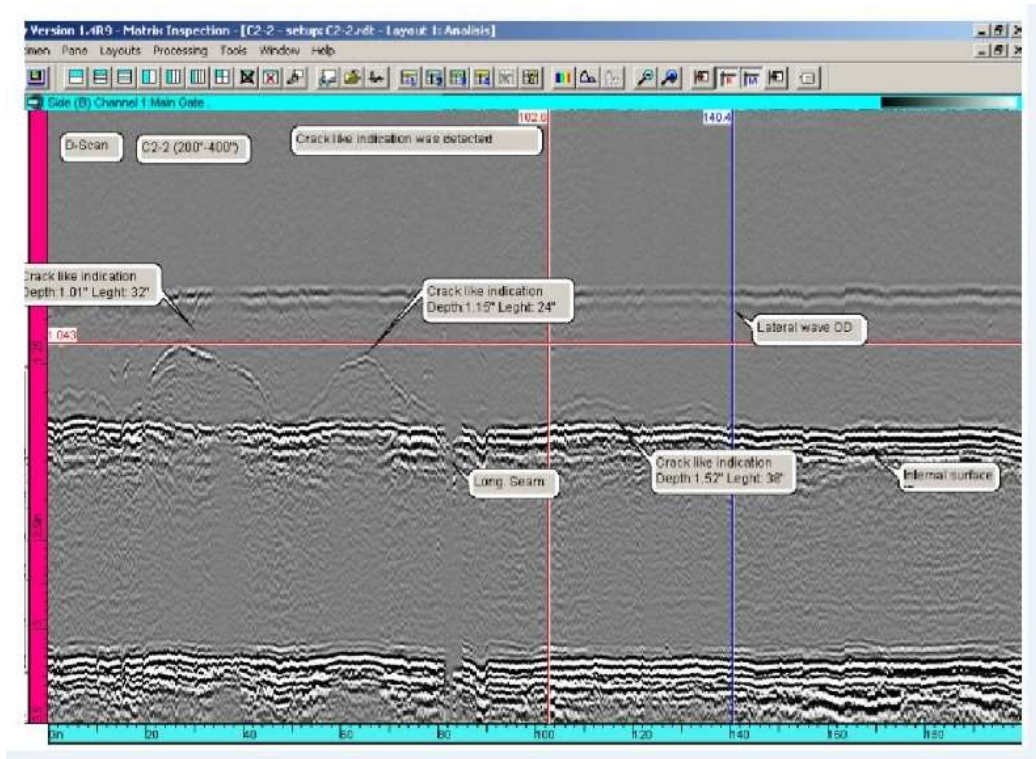 Version 1.4R9 - Matrix Inspection - [C2-2 - setup: C2-2.rdt - Layout 1: Analisis]
Pane Layouts Processing Tools Window Help
Side (B) Channel 1:Main Gate
102.6
140.4
D-Scan
C2-2 (200"-400")
Crack like indication was detected
Crack like indication
Depth:1.01" Leght: 32"
Crack like indication
Depth:1.15" Leght: 24"
Lateral wave OD
1.043
Long. Seam
Crack like indication
Depth:1.52" Leght: 38"
Internal surface
0in 20 40 60 80 100 120 140 160 180